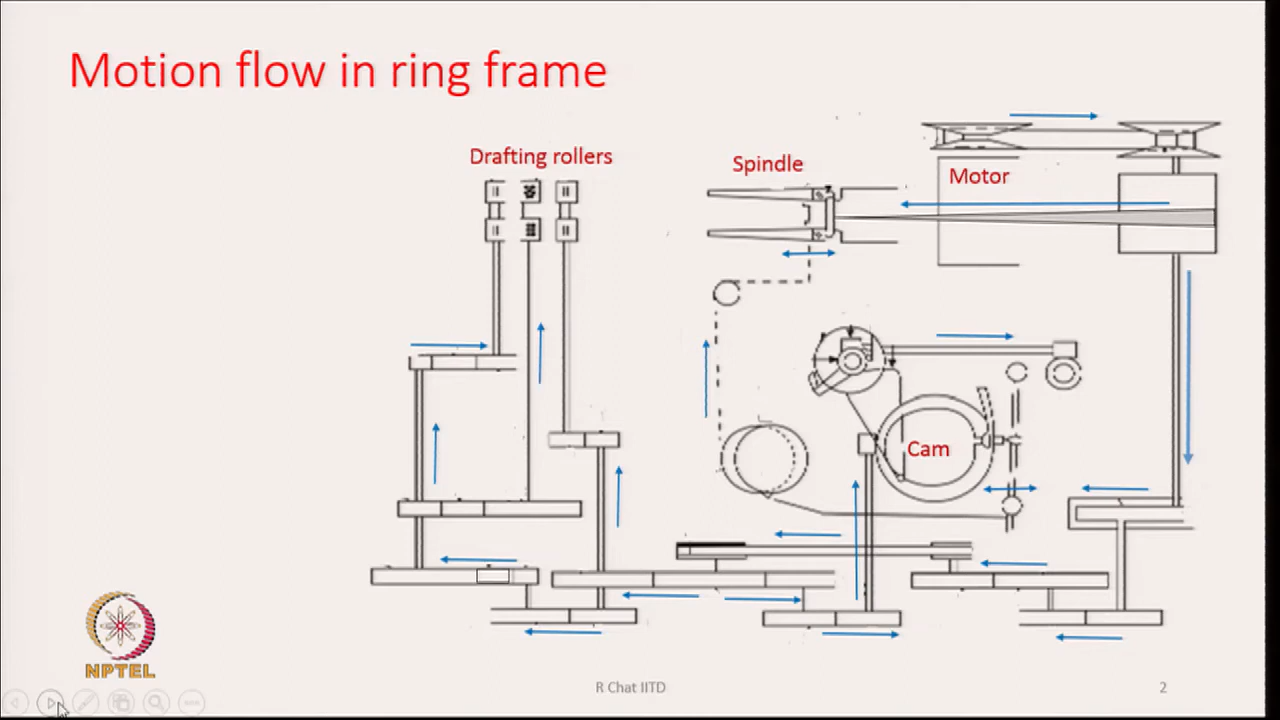 Motion flow in ring frame
Drafting rollers
Spindle
Motor
Cam
NPTEL
R Chat IITD
2